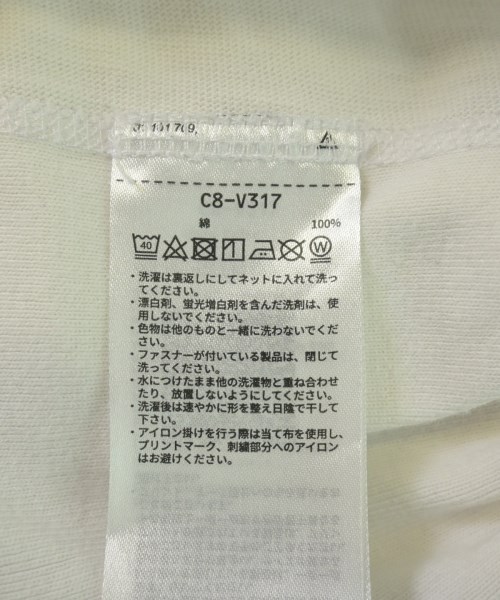 C8-V317
綿 100%
40 W
・洗濯は裏返しにしてネットに入れて洗っ
てください。
・漂白剤、蛍光増白剤を含んだ洗剤は、使
用しないでください。
・色物は他のものと一緒に洗わないでくだ
さい。
・ファスナーが付いている製品は、閉じて
洗ってください。
・水につけたまま他の洗濯物と重ね合わせ
たり、放置しないようにしてください。
・洗濯後は速やかに形を整え日陰で干して
下さい。
・アイロン掛けを行う際は当て布を使用し、
プリントマーク、刺繍部分へのアイロン
はお避けください。